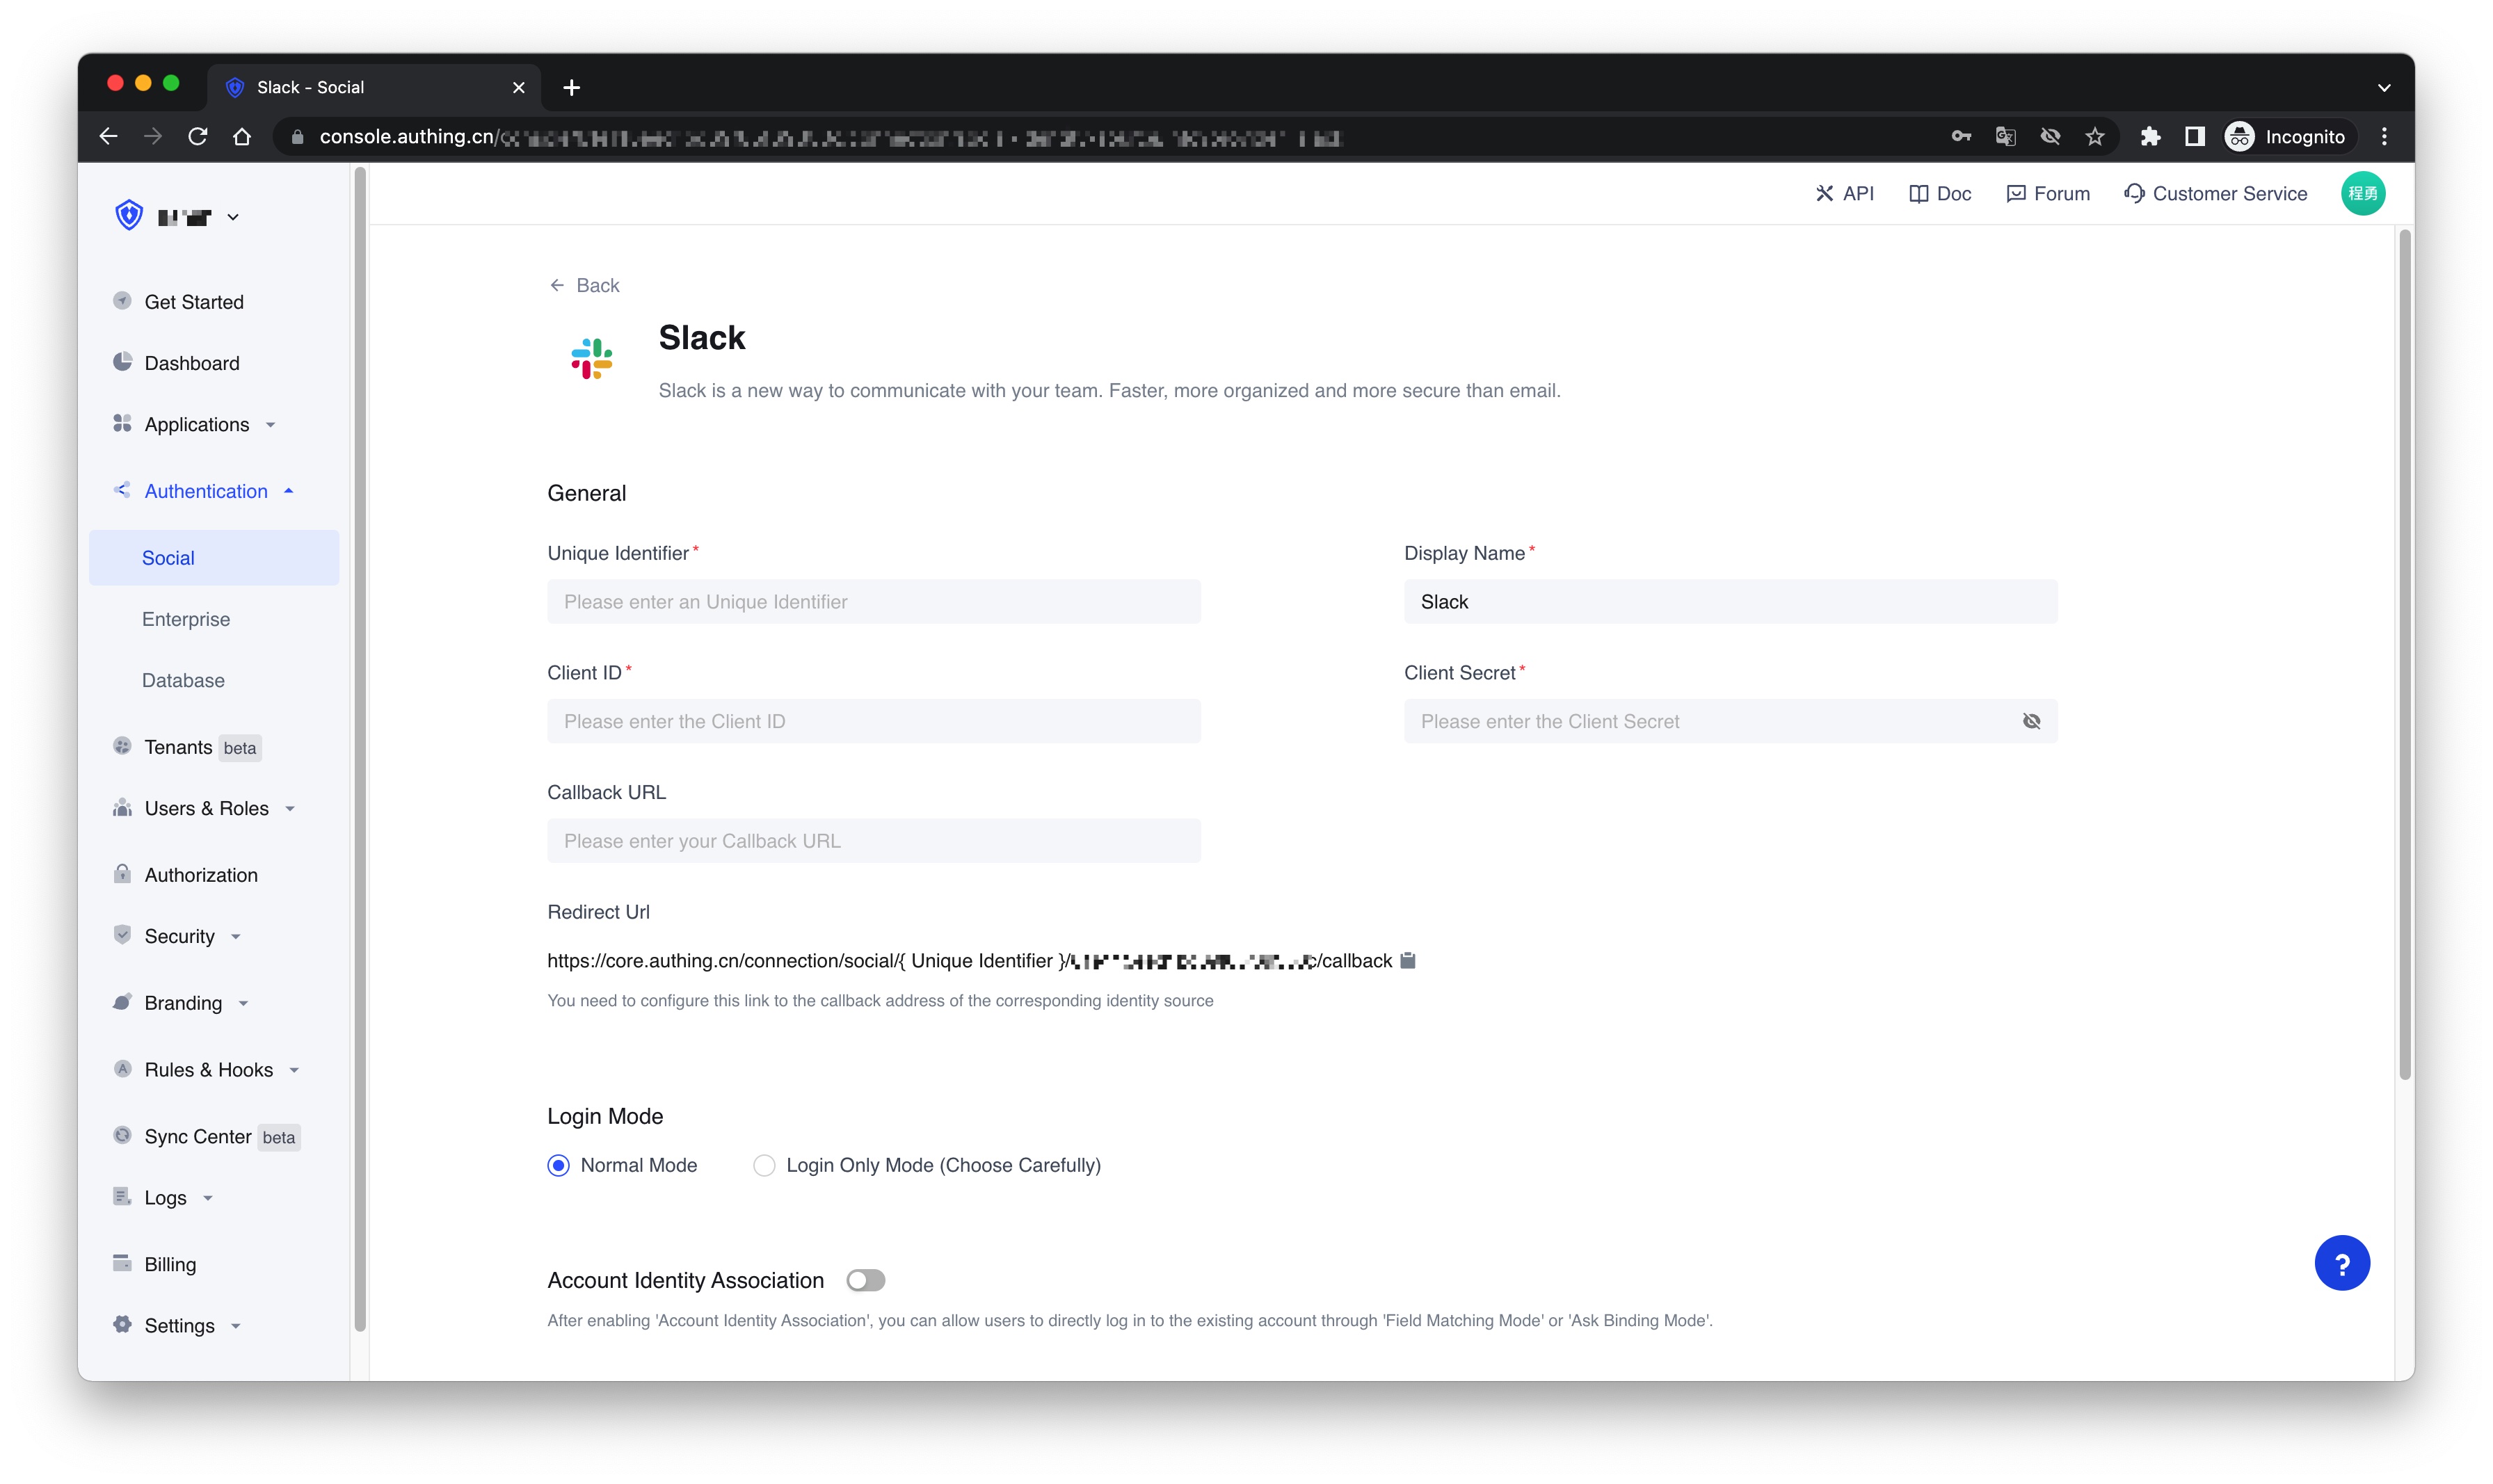 Slack - Social
console.authing.cn/
Incognito
API
Doc
Forum
Customer Service
程勇
Get Started
Dashboard
Applications
Authentication
Social
Enterprise
Database
Tenants beta
Users & Roles
Authorization
Security
Branding
Rules & Hooks
Sync Center beta
Logs
Billing
Settings
Back
Slack
Slack is a new way to communicate with your team. Faster, more organized and more secure than email.
General
Unique Identifier*
Please enter an Unique Identifier
Display Name*
Slack
Client ID*
Please enter the Client ID
Client Secret*
Please enter the Client Secret
Callback URL
Please enter your Callback URL
Redirect Url
https://core.authing.cn/connection/social/{ Unique Identifier }/ /callback
You need to configure this link to the callback address of the corresponding identity source
Login Mode
Normal Mode
Login Only Mode (Choose Carefully)
Account Identity Association
After enabling 'Account Identity Association', you can allow users to directly log in to the existing account through 'Field Matching Mode' or 'Ask Binding Mode'.
?